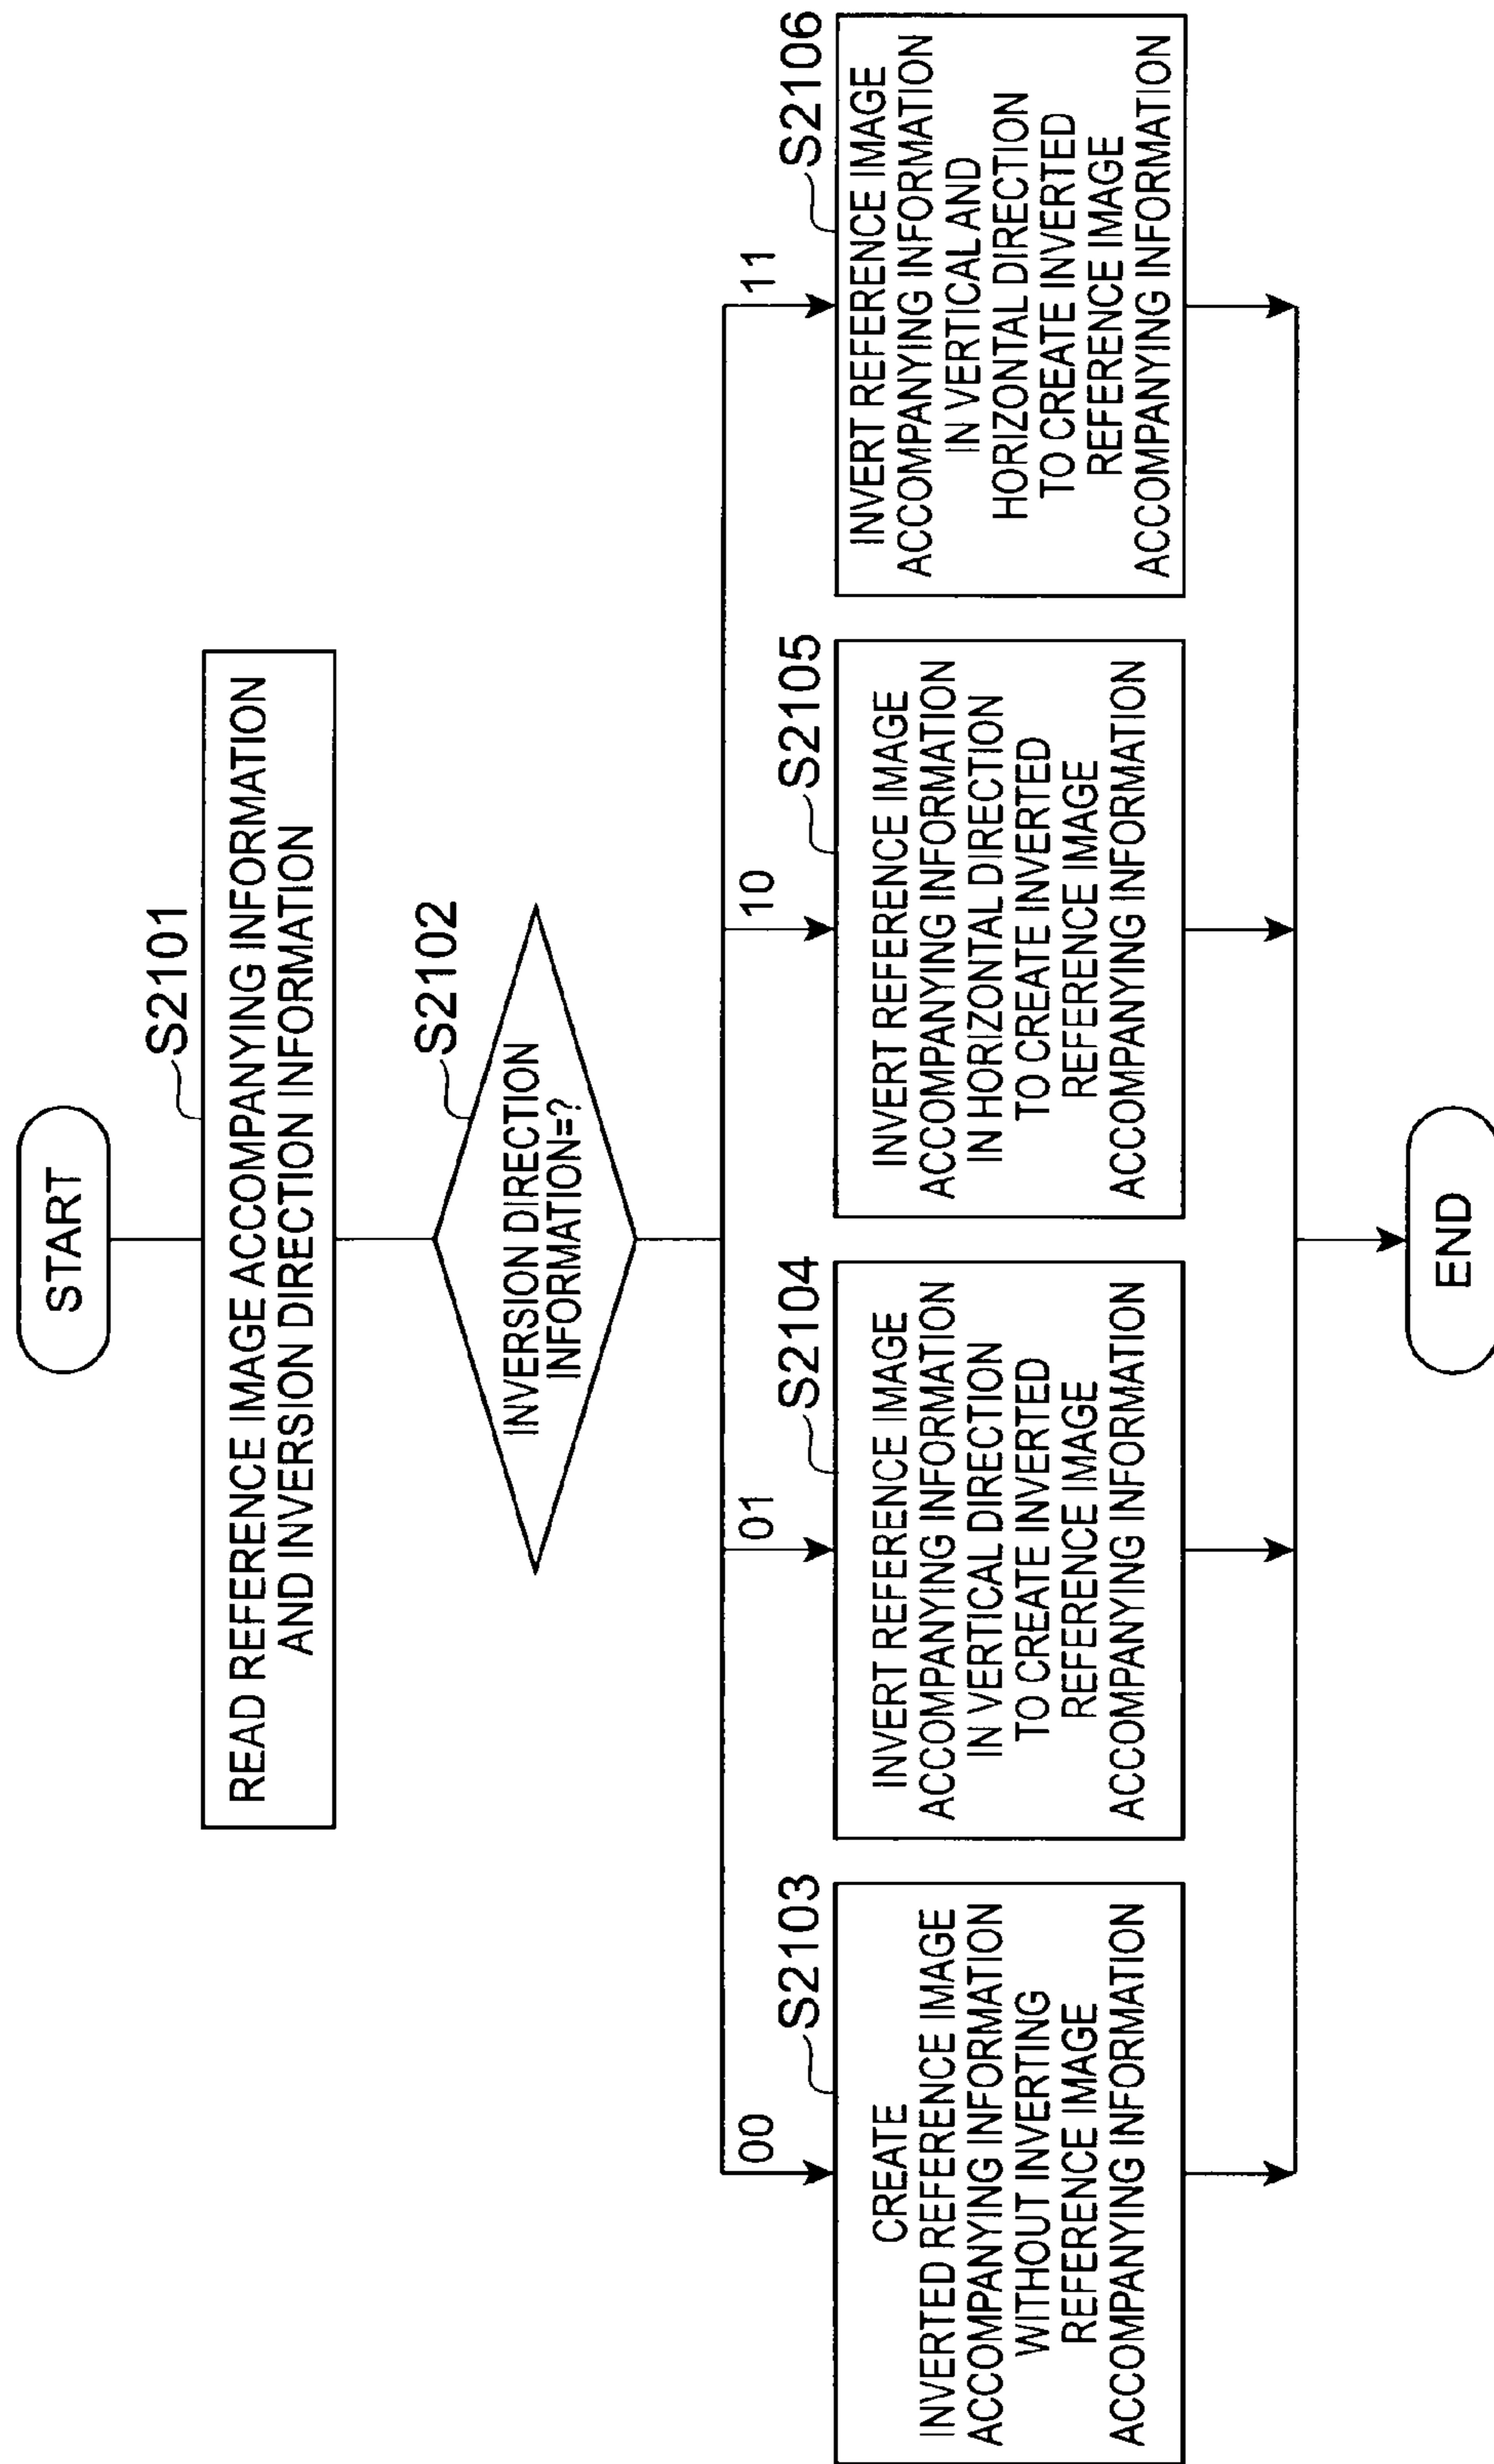 START
S2101
READ REFERENCE IMAGE ACCOMPANYING INFORMATION
AND INVERSION DIRECTION INFORMATION
S2102
INVERSION DIRECTION
INFORMATION=?
00
S2103
CREATE
INVERTED REFERENCE IMAGE
ACCOMPANYING INFORMATION
WITHOUT INVERTING
REFERENCE IMAGE
ACCOMPANYING INFORMATION
01
S2104
INVERT REFERENCE IMAGE
ACCOMPANYING INFORMATION
IN VERTICAL DIRECTION
TO CREATE INVERTED
REFERENCE IMAGE
ACCOMPANYING INFORMATION
10
S2105
INVERT REFERENCE IMAGE
ACCOMPANYING INFORMATION
IN HORIZONTAL DIRECTION
TO CREATE INVERTED
REFERENCE IMAGE
ACCOMPANYING INFORMATION
11
S2106
INVERT REFERENCE IMAGE
ACCOMPANYING INFORMATION
IN VERTICAL AND
HORIZONTAL DIRECTION
TO CREATE INVERTED
REFERENCE IMAGE
ACCOMPANYING INFORMATION
END